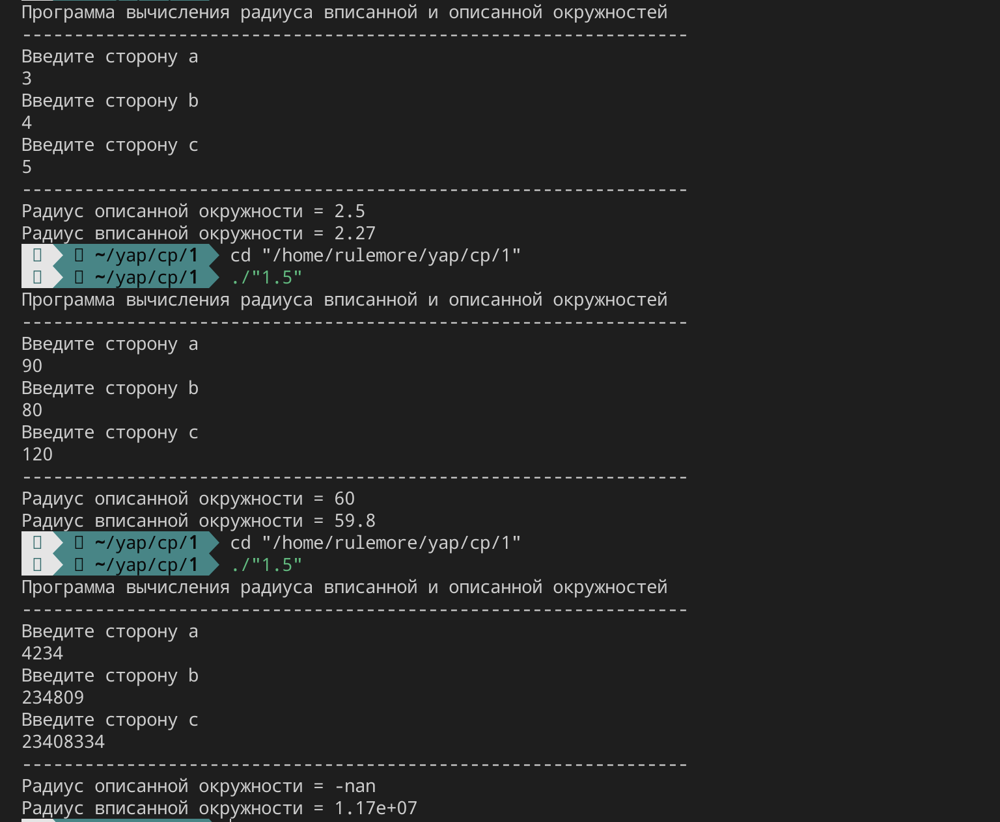 Программа вычисления радиуса вписанной и описанной окружностей
----------------------------------------------------------------
Введите сторону a
3
Введите сторону b
4
Введите сторону c
5
----------------------------------------------------------------
Радиус описанной окружности = 2.5
Радиус вписанной окружности = 2.27
~/yap/cp/1 cd "/home/rulemore/yap/cp/1"
~/yap/cp/1 ./"1.5"
Программа вычисления радиуса вписанной и описанной окружностей
----------------------------------------------------------------
Введите сторону a
90
Введите сторону b
80
Введите сторону c
120
----------------------------------------------------------------
Радиус описанной окружности = 60
Радиус вписанной окружности = 59.8
~/yap/cp/1 cd "/home/rulemore/yap/cp/1"
~/yap/cp/1 ./"1.5"
Программа вычисления радиуса вписанной и описанной окружностей
----------------------------------------------------------------
Введите сторону a
4234
Введите сторону b
234809
Введите сторону c
23408334
----------------------------------------------------------------
Радиус описанной окружности = -nan
Радиус вписанной окружности = 1.17e+07